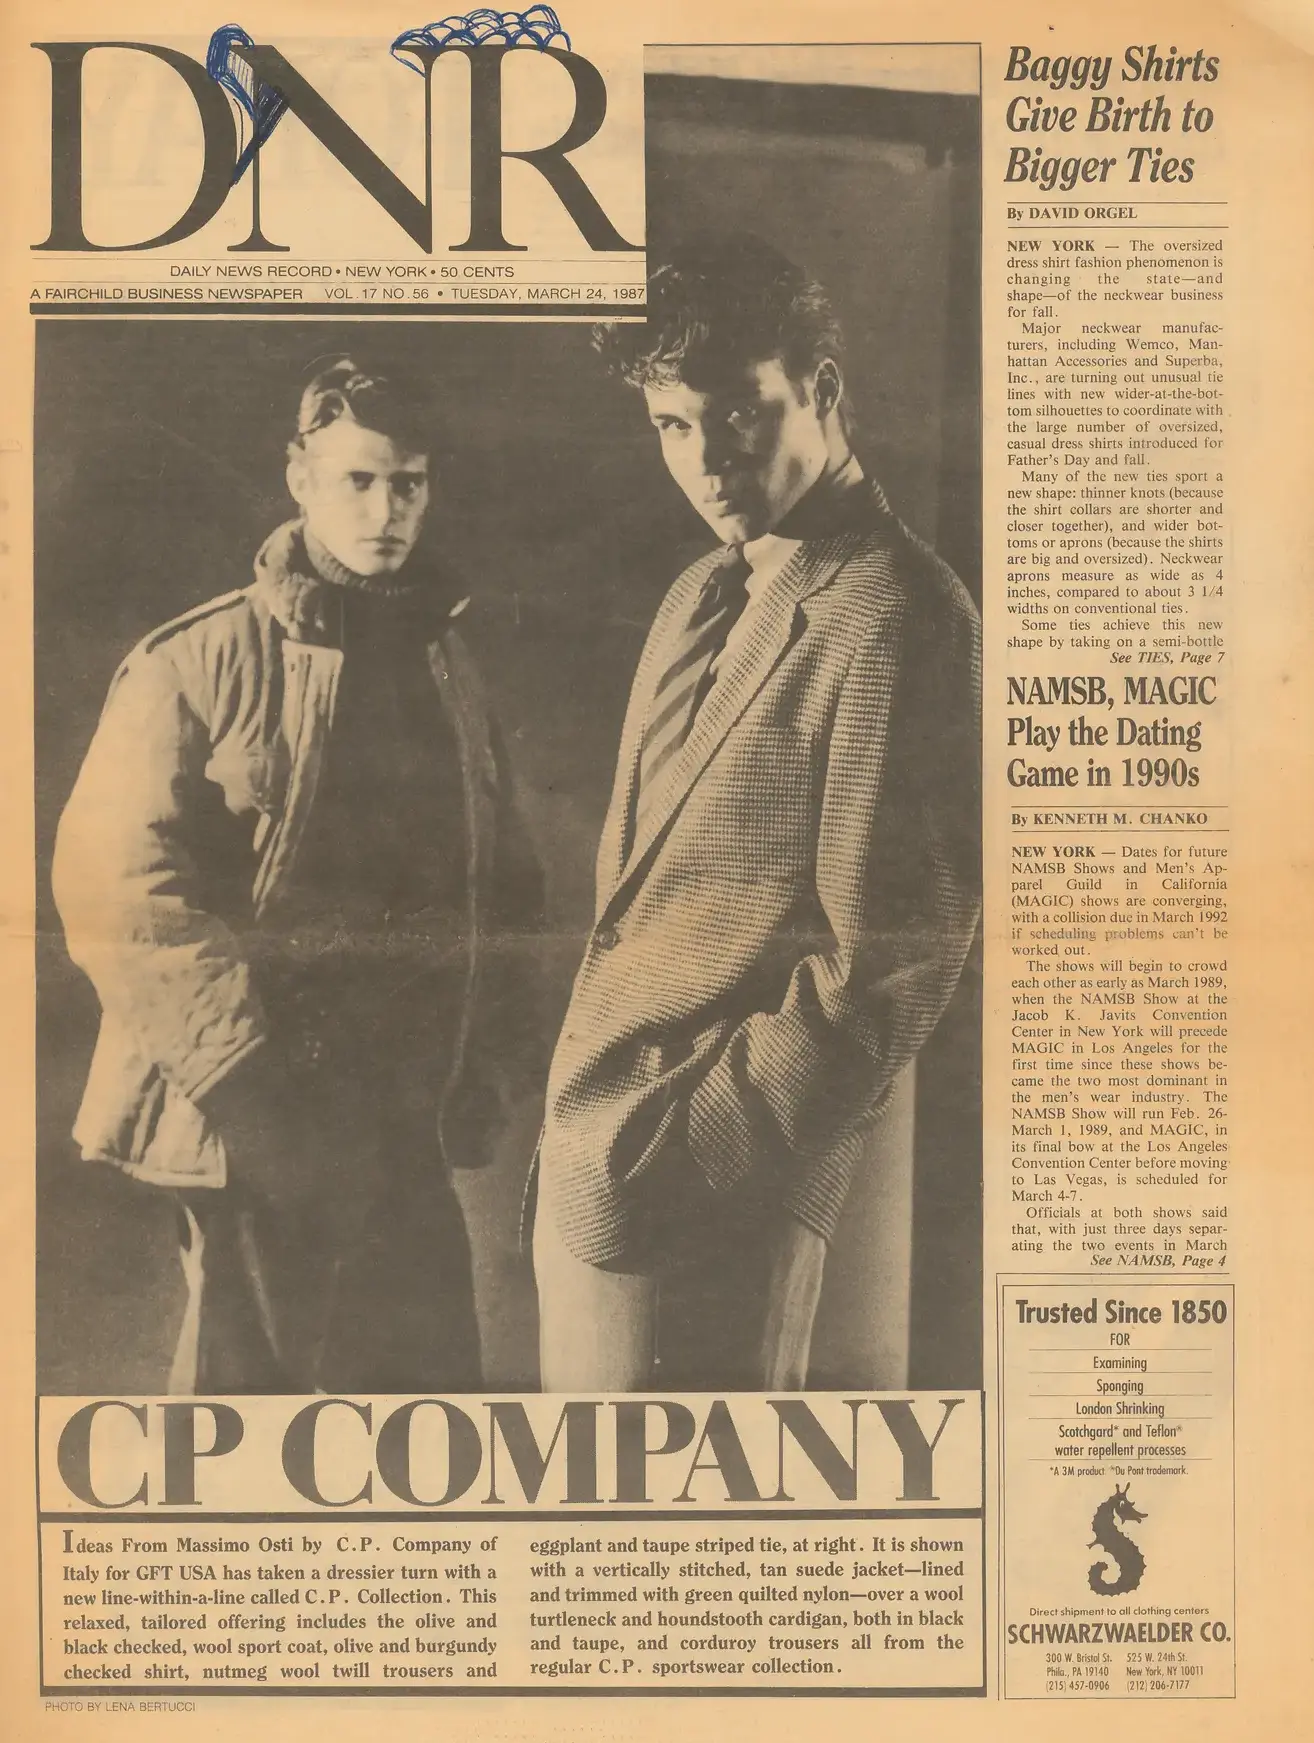 DNR
DAILY NEWS RECORD • NEW YORK • 50 CENTS
A FAIRCHILD BUSINESS NEWSPAPER VOL. 17 NO. 56 • TUESDAY, MARCH 24, 1987
Baggy Shirts
Give Birth to
Bigger Ties
By DAVID ORGEL
NEW YORK — The oversized
dress shirt fashion phenomenon is
changing the state—and
shape—of the neckwear business
for fall.
Major neckwear manufac-
turers, including Wemco, Man-
hattan Accessories and Superba,
Inc., are turning out unusual tie
lines with new wider-at-the-bot-
tom silhouettes to coordinate with
the large number of oversized,
casual dress shirts introduced for
Father's Day and fall.
Many of the new ties sport a
new shape: thinner knots (because
the shirt collars are shorter and
closer together), and wider bot-
toms or aprons (because the shirts
are big and oversized). Neckwear
aprons measure as wide as 4
inches, compared to about 3 1/4
widths on conventional ties.
Some ties achieve this new
shape by taking on a semi-bottle
See TIES, Page 7
NAMSB, MAGIC
Play the Dating
Game in 1990s
By KENNETH M. CHANKO
NEW YORK — Dates for future
NAMSB Shows and Men's Ap-
parel Guild in California
(MAGIC) shows are converging,
with a collision due in March 1992
if scheduling problems can't be
worked out.
The shows will begin to crowd
each other as early as March 1989,
when the NAMSB Show at the
Jacob K. Javits Convention
Center in New York will precede
MAGIC in Los Angeles for the
first time since these shows be-
came the two most dominant in
the men's wear industry. The
NAMSB Show will run Feb. 26-
March 1, 1989, and MAGIC, in
its final bow at the Los Angeles
Convention Center before moving
to Las Vegas, is scheduled for
March 4-7.
Officials at both shows said
that, with just three days separ-
ating the two events in March
See NAMSB, Page 4
CP COMPANY
Ideas From Massimo Osti by C.P. Company of
Italy for GFT USA has taken a dressier turn with a
new line-within-a-line called C.P. Collection. This
relaxed, tailored offering includes the olive and
black checked, wool sport coat, olive and burgundy
checked shirt, nutmeg wool twill trousers and
eggplant and taupe striped tie, at right. It is shown
with a vertically stitched, tan suede jacket—lined
and trimmed with green quilted nylon—over a wool
turtleneck and houndstooth cardigan, both in black
and taupe, and corduroy trousers all from the
regular C.P. sportswear collection.
PHOTO BY LENA BERTUCCI
Trusted Since 1850
FOR
Examining
Sponging
London Shrinking
Scotchgard* and Teflon*
water repellent processes
*A 3M product. *Du Pont trademark.
Direct shipment to all clothing centers
SCHWARZWAELDER CO.
300 W. Bristol St. 525 W. 24th St.
Phila., PA 19140 New York, NY 10011
(215) 457-0906 (212) 206-7177